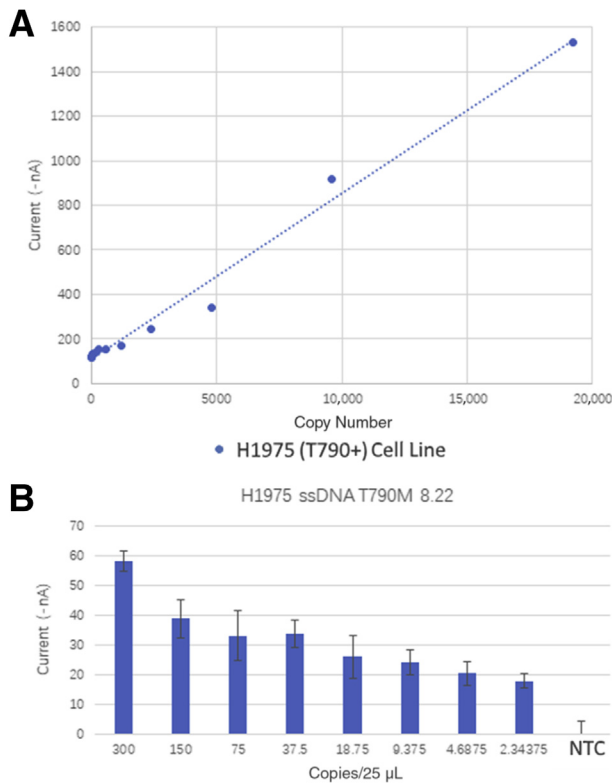 A
1600
1400
1200
1000
800
600
400
200
0
Current (-nA)
0 5000 10,000 15,000 20,000
Copy Number
H1975 (T790+) Cell Line
B
H1975 ssDNA T790M 8.22
70
60
50
40
30
20
10
0
Current (-nA)
300 150 75 37.5 18.75 9.375 4.6875 2.34375 NTC
Copies/25 µL